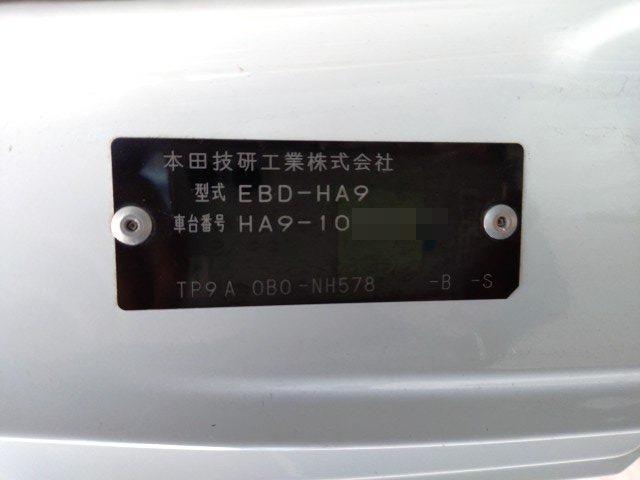 本田技研工業株式会社
型式 EBD-HA9
車台番号 HA9-10
TP9A 0B0-NH578 -B -S